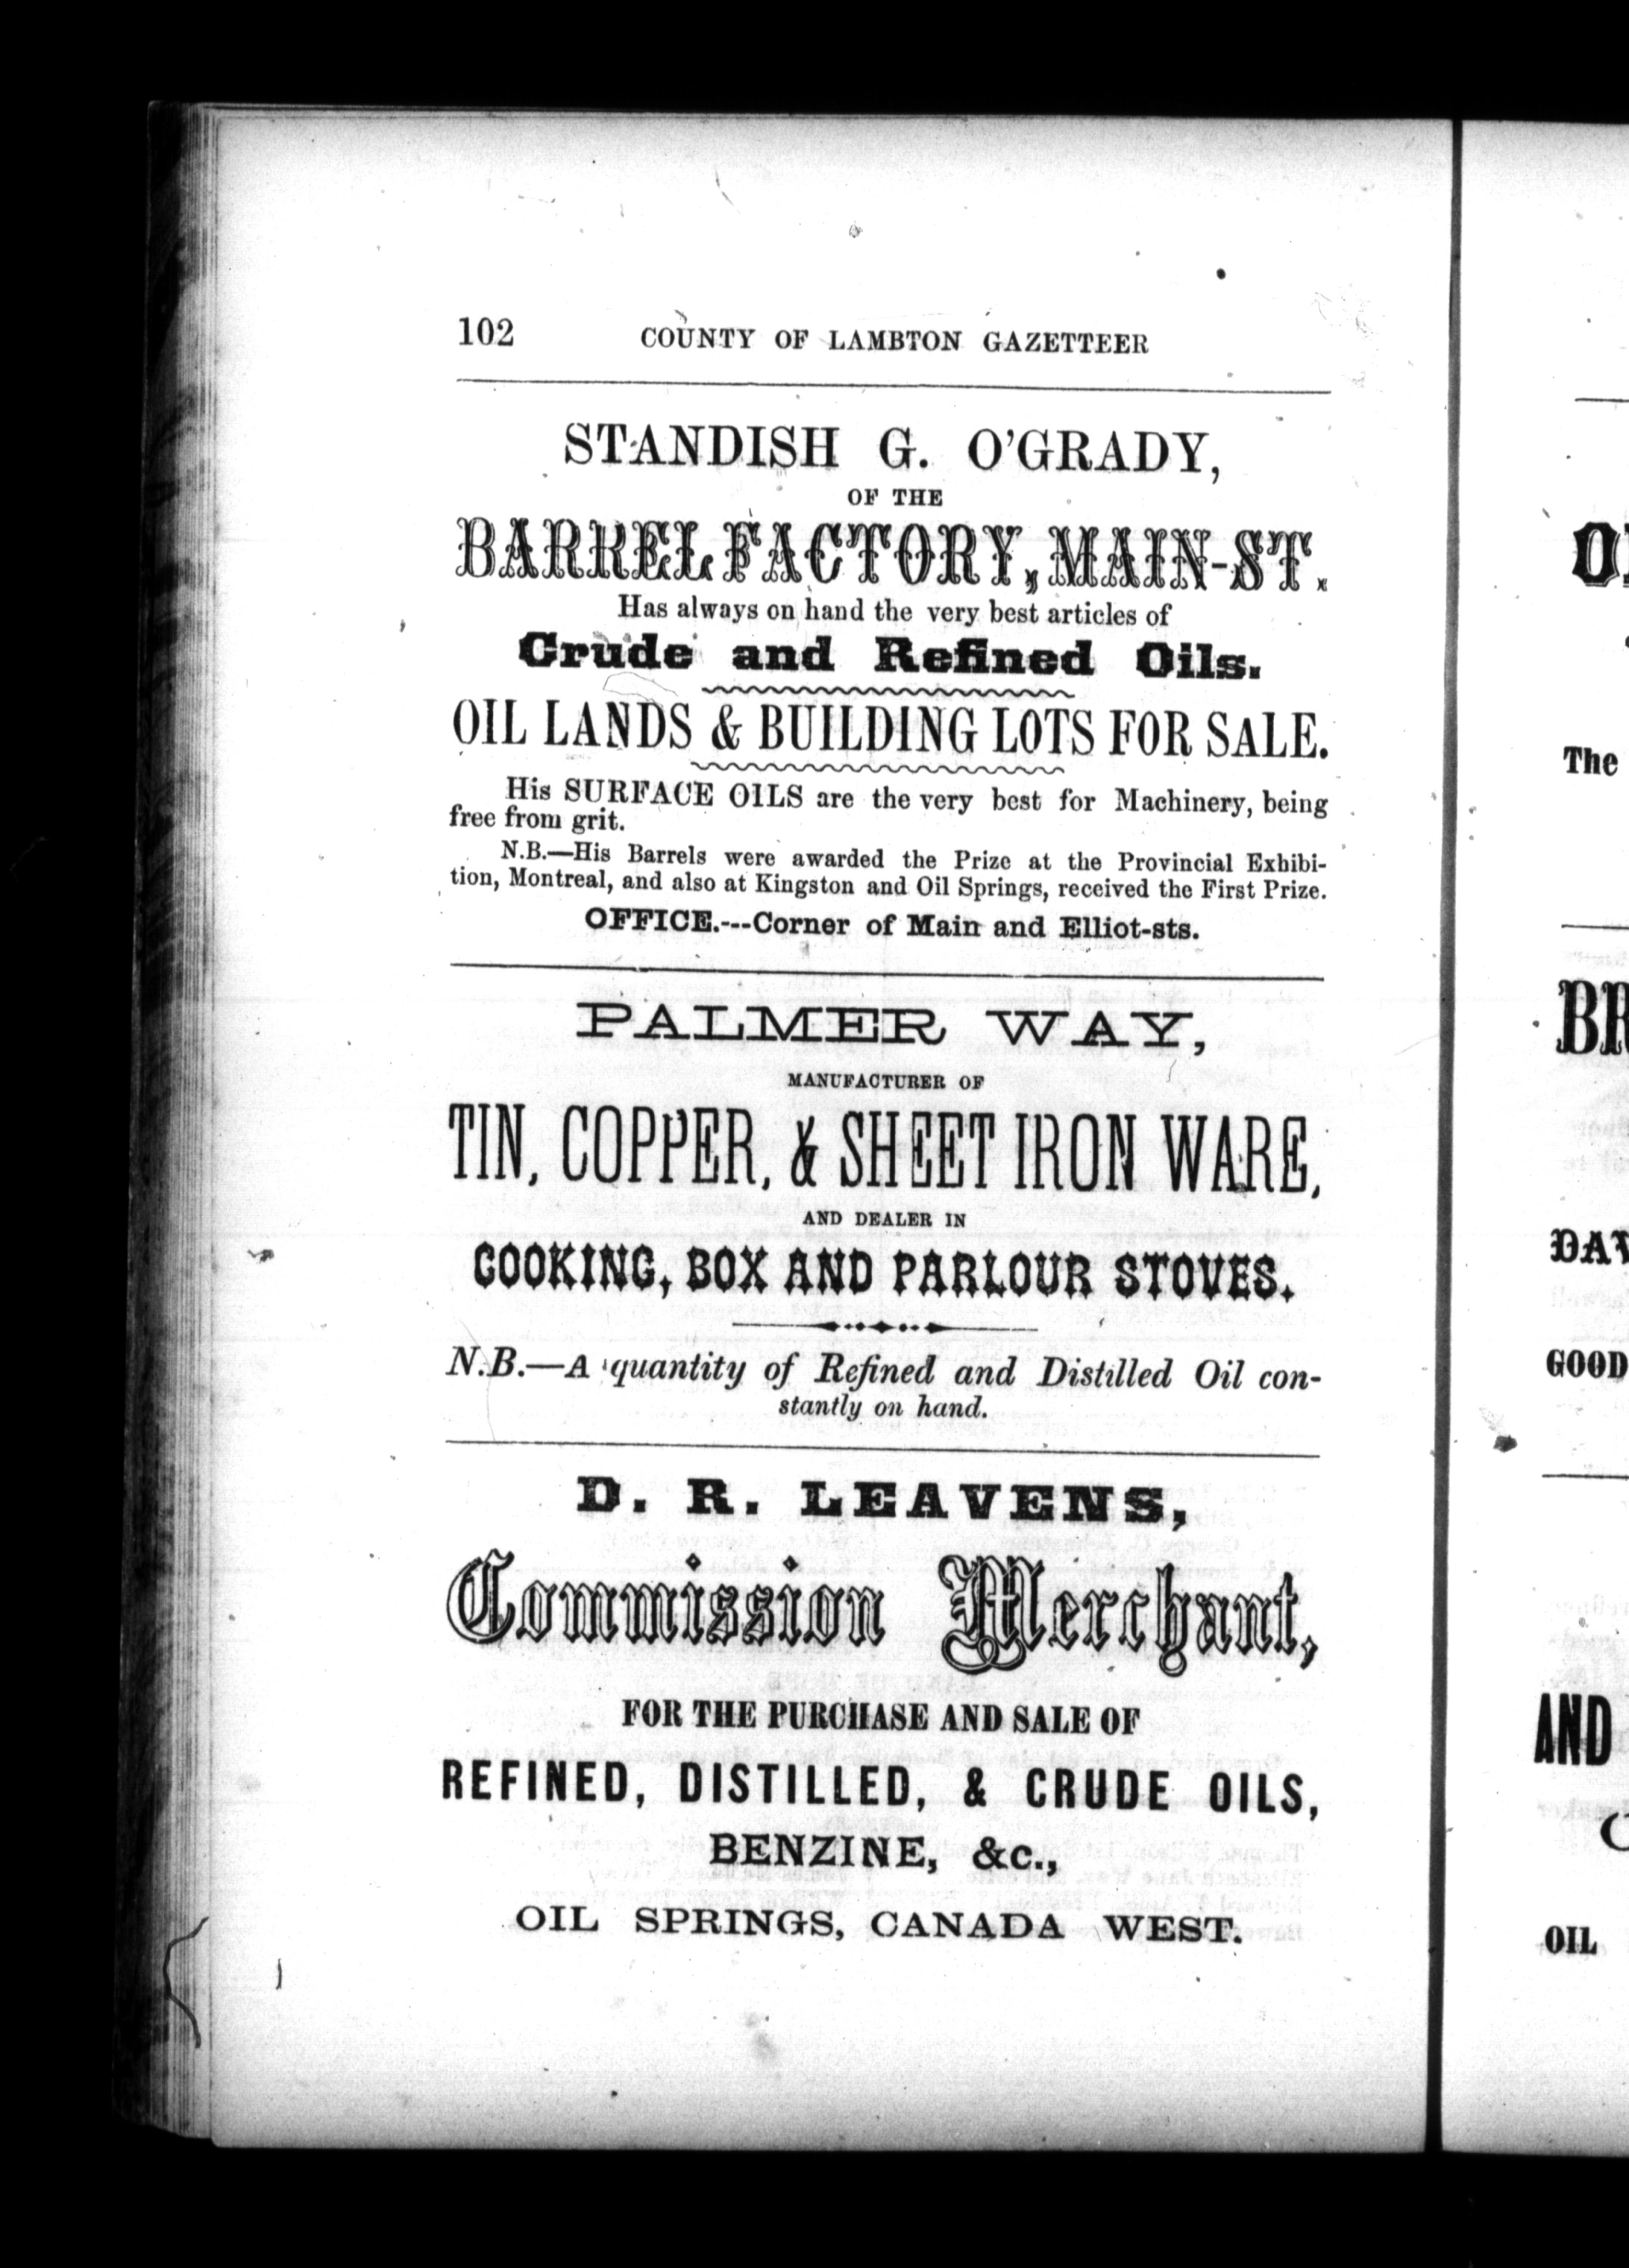 102 COUNTY OF LAMBTON GAZETTEER
STANDISH G. O'GRADY,
OF THE
BARREL FACTORY, MAIN-ST.
Has always on hand the very best articles of
Crude and Refined Oils.
OIL LANDS & BUILDING LOTS FOR SALE.
His SURFACE OILS are the very best for Machinery, being
free from grit.
N.B.—His Barrels were awarded the Prize at the Provincial Exhibi-
tion, Montreal, and also at Kingston and Oil Springs, received the First Prize.
OFFICE.---Corner of Main and Elliot-sts.
PALMER WAY,
MANUFACTURER OF
TIN, COPPER, & SHEET IRON WARE,
AND DEALER IN
COOKING, BOX AND PARLOUR STOVES.
N.B.—A quantity of Refined and Distilled Oil con-
stantly on hand.
D. R. LEAVENS,
Commission Merchant,
FOR THE PURCHASE AND SALE OF
REFINED, DISTILLED, & CRUDE OILS,
BENZINE, &c.,
OIL SPRINGS, CANADA WEST.
The
GOOD
AND
OIL